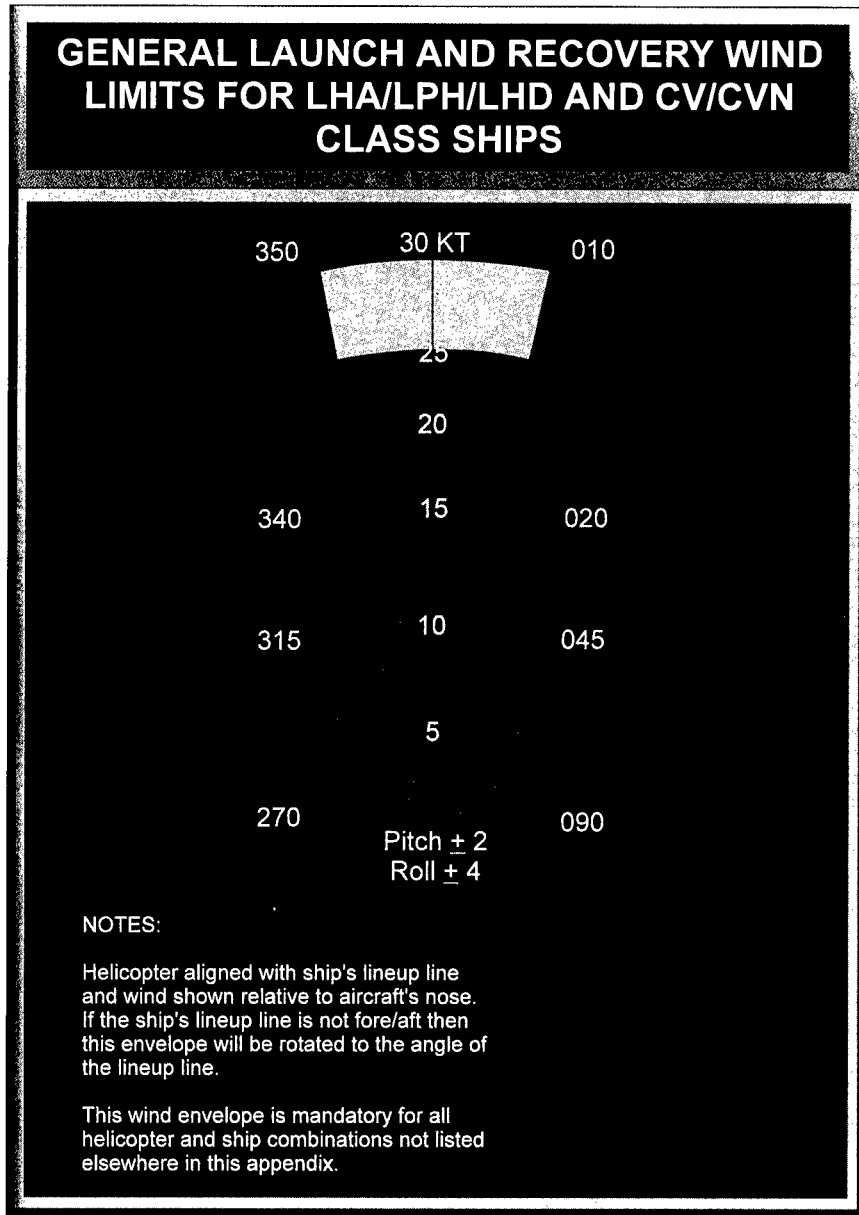 GENERAL LAUNCH AND RECOVERY WIND
LIMITS FOR LHA/LPH/LHD AND CV/CVN
CLASS SHIPS
350 30 KT 010
25
20
340 15 020
315 10 045
5
270 090
Pitch ± 2
Roll ± 4
NOTES:
Helicopter aligned with ship's lineup line
and wind shown relative to aircraft's nose.
If the ship's lineup line is not fore/aft then
this envelope will be rotated to the angle of
the lineup line.
This wind envelope is mandatory for all
helicopter and ship combinations not listed
elsewhere in this appendix.